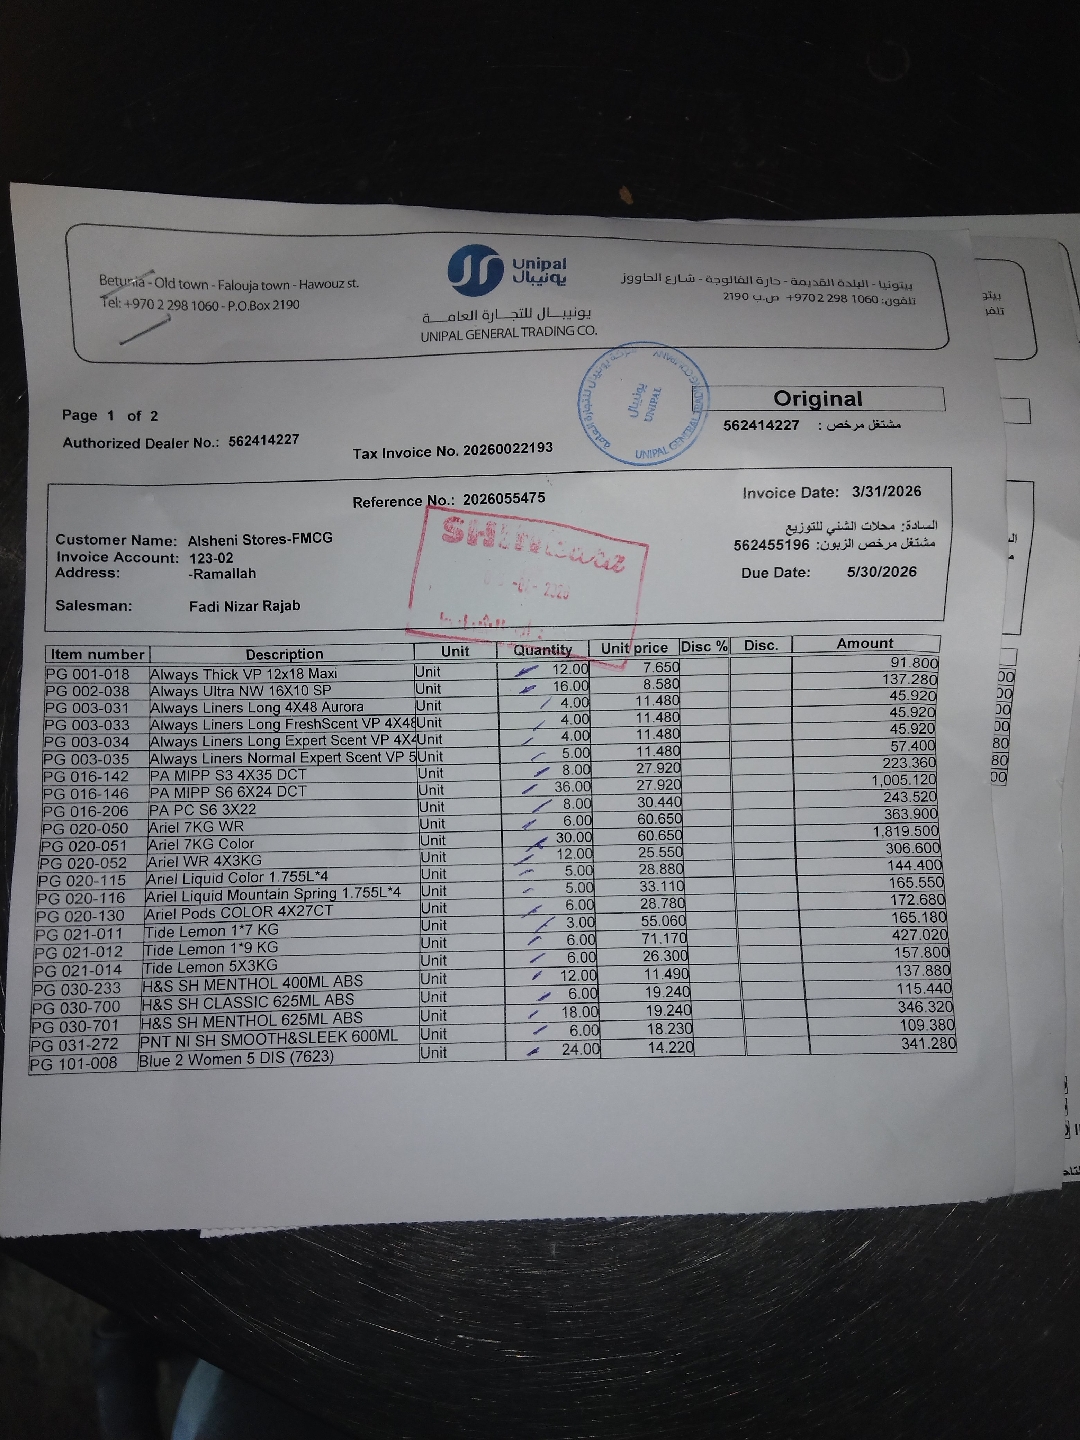 Betunia - Old town - Falouja town - Hawouz st.
Tel: +970 2 298 1060 - P.O.Box 2190
Unipal
يونيبال
يونيبال للتجارة العامة
UNIPAL GENERAL TRADING CO.
بيتونيا - البلدة القديمة - حارة الفالوجة - شارع الحاووز
تلفون: 1060 298 2 970+ ص.ب 2190
Page 1 of 2
Authorized Dealer No.: 562414227
Tax Invoice No. 20260022193
يونيبال
UNIPAL
Original
مشتغل مرخص : 562414227
Reference No.: 2026055475
Invoice Date: 3/31/2026
Customer Name: Alsheni Stores-FMCG
Invoice Account: 123-02
Address: -Ramallah
Salesman: Fadi Nizar Rajab
السادة: محلات الشني للتوزيع
مشتغل مرخص الزبون: 562455196
Due Date: 5/30/2026
Item number Description Unit Quantity Unit price Disc % Disc. Amount
PG 001-018 Always Thick VP 12x18 Maxi Unit 12.00 7.650 91.800
PG 002-038 Always Ultra NW 16X10 SP Unit 16.00 8.580 137.280
PG 003-031 Always Liners Long 4X48 Aurora Unit 4.00 11.480 45.920
PG 003-033 Always Liners Long FreshScent VP 4X48 Unit 4.00 11.480 45.920
PG 003-034 Always Liners Long Expert Scent VP 4X4 Unit 4.00 11.480 45.920
PG 003-035 Always Liners Normal Expert Scent VP 5 Unit 5.00 11.480 57.400
PG 016-142 PA MIPP S3 4X35 DCT Unit 8.00 27.920 223.360
PG 016-146 PA MIPP S6 6X24 DCT Unit 36.00 27.920 1,005.120
PG 016-206 PA PC S6 3X22 Unit 8.00 30.440 243.520
PG 020-050 Ariel 7KG WR Unit 6.00 60.650 363.900
PG 020-051 Ariel 7KG Color Unit 30.00 60.650 1,819.500
PG 020-052 Ariel WR 4X3KG Unit 12.00 25.550 306.600
PG 020-115 Ariel Liquid Color 1.755L*4 Unit 5.00 28.880 144.400
PG 020-116 Ariel Liquid Mountain Spring 1.755L*4 Unit 5.00 33.110 165.550
PG 020-130 Ariel Pods COLOR 4X27CT Unit 6.00 28.780 172.680
PG 021-011 Tide Lemon 1*7 KG Unit 3.00 55.060 165.180
PG 021-012 Tide Lemon 1*9 KG Unit 6.00 71.170 427.020
PG 021-014 Tide Lemon 5X3KG Unit 6.00 26.300 157.800
PG 030-233 H&S SH MENTHOL 400ML ABS Unit 12.00 11.490 137.880
PG 030-700 H&S SH CLASSIC 625ML ABS Unit 6.00 19.240 115.440
PG 030-701 H&S SH MENTHOL 625ML ABS Unit 18.00 19.240 346.320
PG 031-272 PNT NI SH SMOOTH&SLEEK 600ML Unit 6.00 18.230 109.380
PG 101-008 Blue 2 Women 5 DIS (7623) Unit 24.00 14.220 341.280